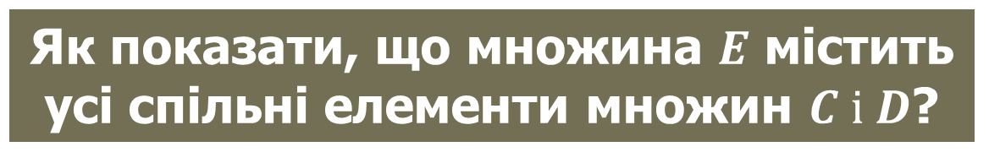 Як показати, що множина E містить
усі спільні елементи множин C і D?